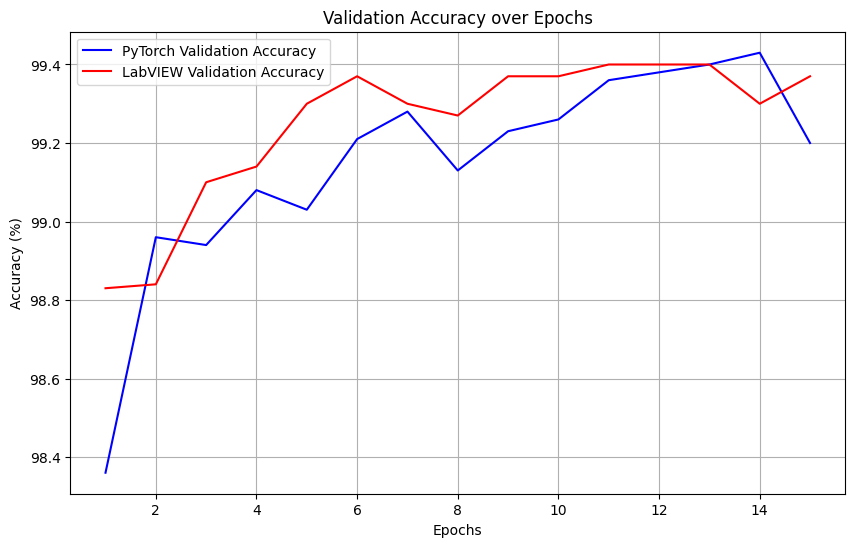 Validation Accuracy over Epochs
PyTorch Validation Accuracy
LabVIEW Validation Accuracy
Accuracy (%)
99.4
99.2
99.0
98.8
98.6
98.4
2 4 6 8 10 12 14
Epochs